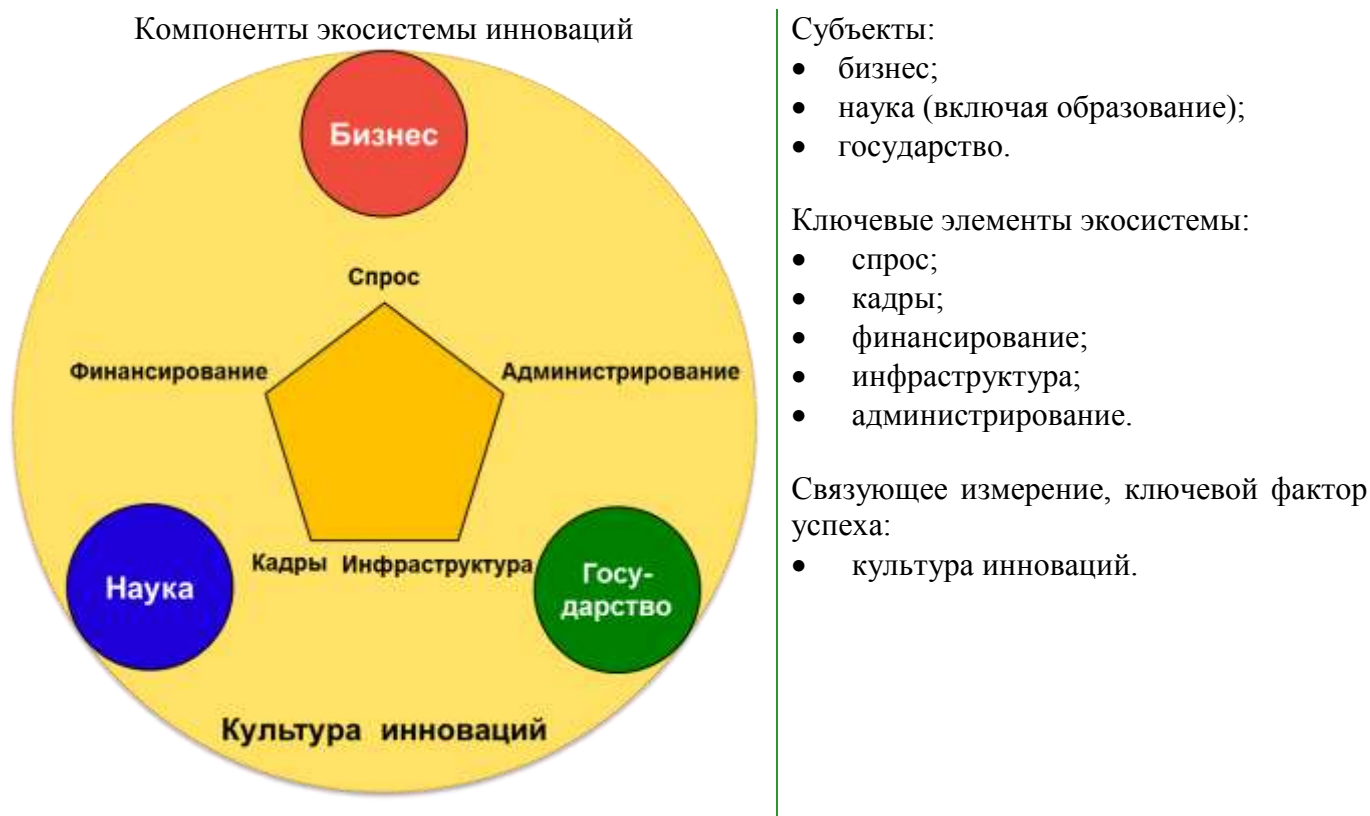 Компоненты экосистемы инноваций
Бизнес
Спрос
Финансирование
Администрирование
Кадры
Инфраструктура
Наука
Госу-
дарство
Культура инноваций
Субъекты:
• бизнес;
• наука (включая образование);
• государство.
Ключевые элементы экосистемы:
• спрос;
• кадры;
• финансирование;
• инфраструктура;
• администрирование.
Связующее измерение, ключевой фактор
успеха:
• культура инноваций.